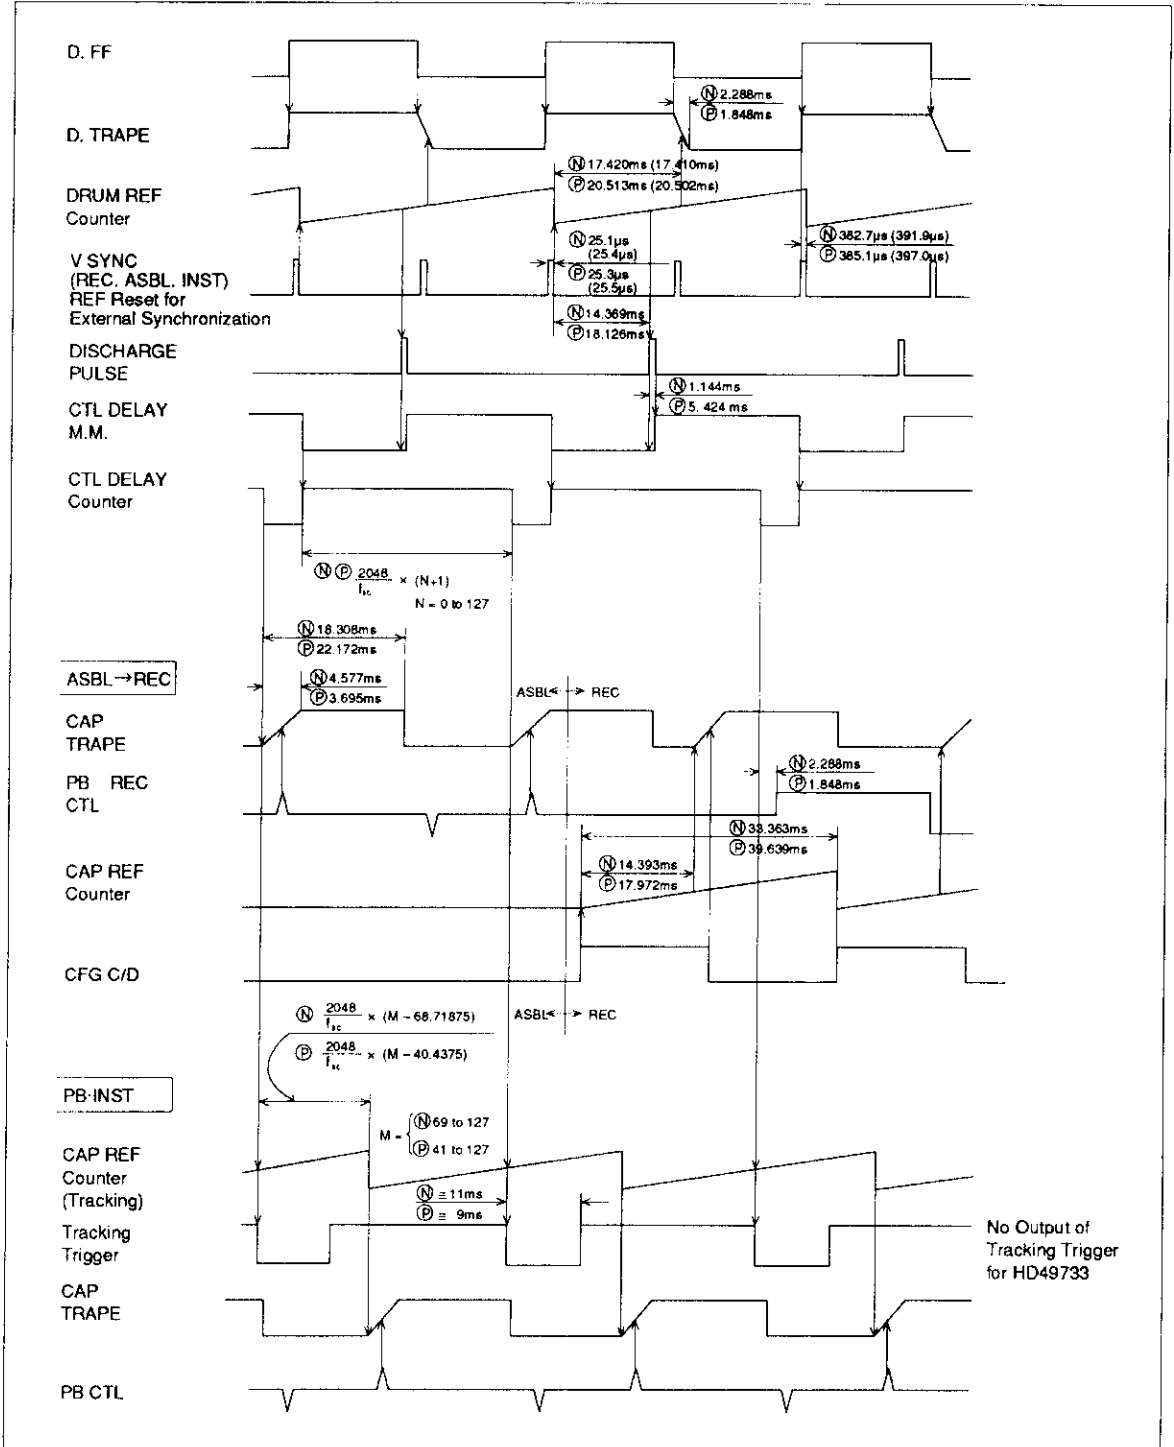 D. FF
Ⓝ 2.288ms
Ⓟ 1.848ms
D. TRAPE
Ⓝ 17.420ms (17.410ms)
Ⓟ 20.513ms (20.502ms)
DRUM REF
Counter
Ⓝ 382.7µs (391.9µs)
Ⓟ 385.1µs (397.0µs)
Ⓝ 25.1µs
(25.4µs)
Ⓟ 25.3µs
(25.5µs)
V SYNC
(REC. ASBL. INST)
REF Reset for
External Synchronization
Ⓝ 14.369ms
Ⓟ 18.126ms
DISCHARGE
PULSE
Ⓝ 1.144ms
Ⓟ 5.424 ms
CTL DELAY
M.M.
CTL DELAY
Counter
Ⓝ Ⓟ 2048/fsc × (N+1)
N = 0 to 127
Ⓝ 18.308ms
Ⓟ 22.172ms
ASBL→REC
Ⓝ 4.577ms
Ⓟ 3.695ms
ASBL REC
CAP
TRAPE
Ⓝ 2.288ms
Ⓟ 1.848ms
PB REC
CTL
Ⓝ 33.363ms
Ⓟ 39.639ms
CAP REF
Counter
Ⓝ 14.393ms
Ⓟ 17.972ms
CFG C/D
ASBL REC
Ⓝ 2048/fsc × (M − 68.71875)
Ⓟ 2048/fsc × (M − 40.4375)
PB·INST
M = Ⓝ 69 to 127
Ⓟ 41 to 127
CAP REF
Counter
(Tracking)
Ⓝ ≅ 11ms
Ⓟ ≅ 9ms
Tracking
Trigger
No Output of
Tracking Trigger
for HD49733
CAP
TRAPE
PB CTL